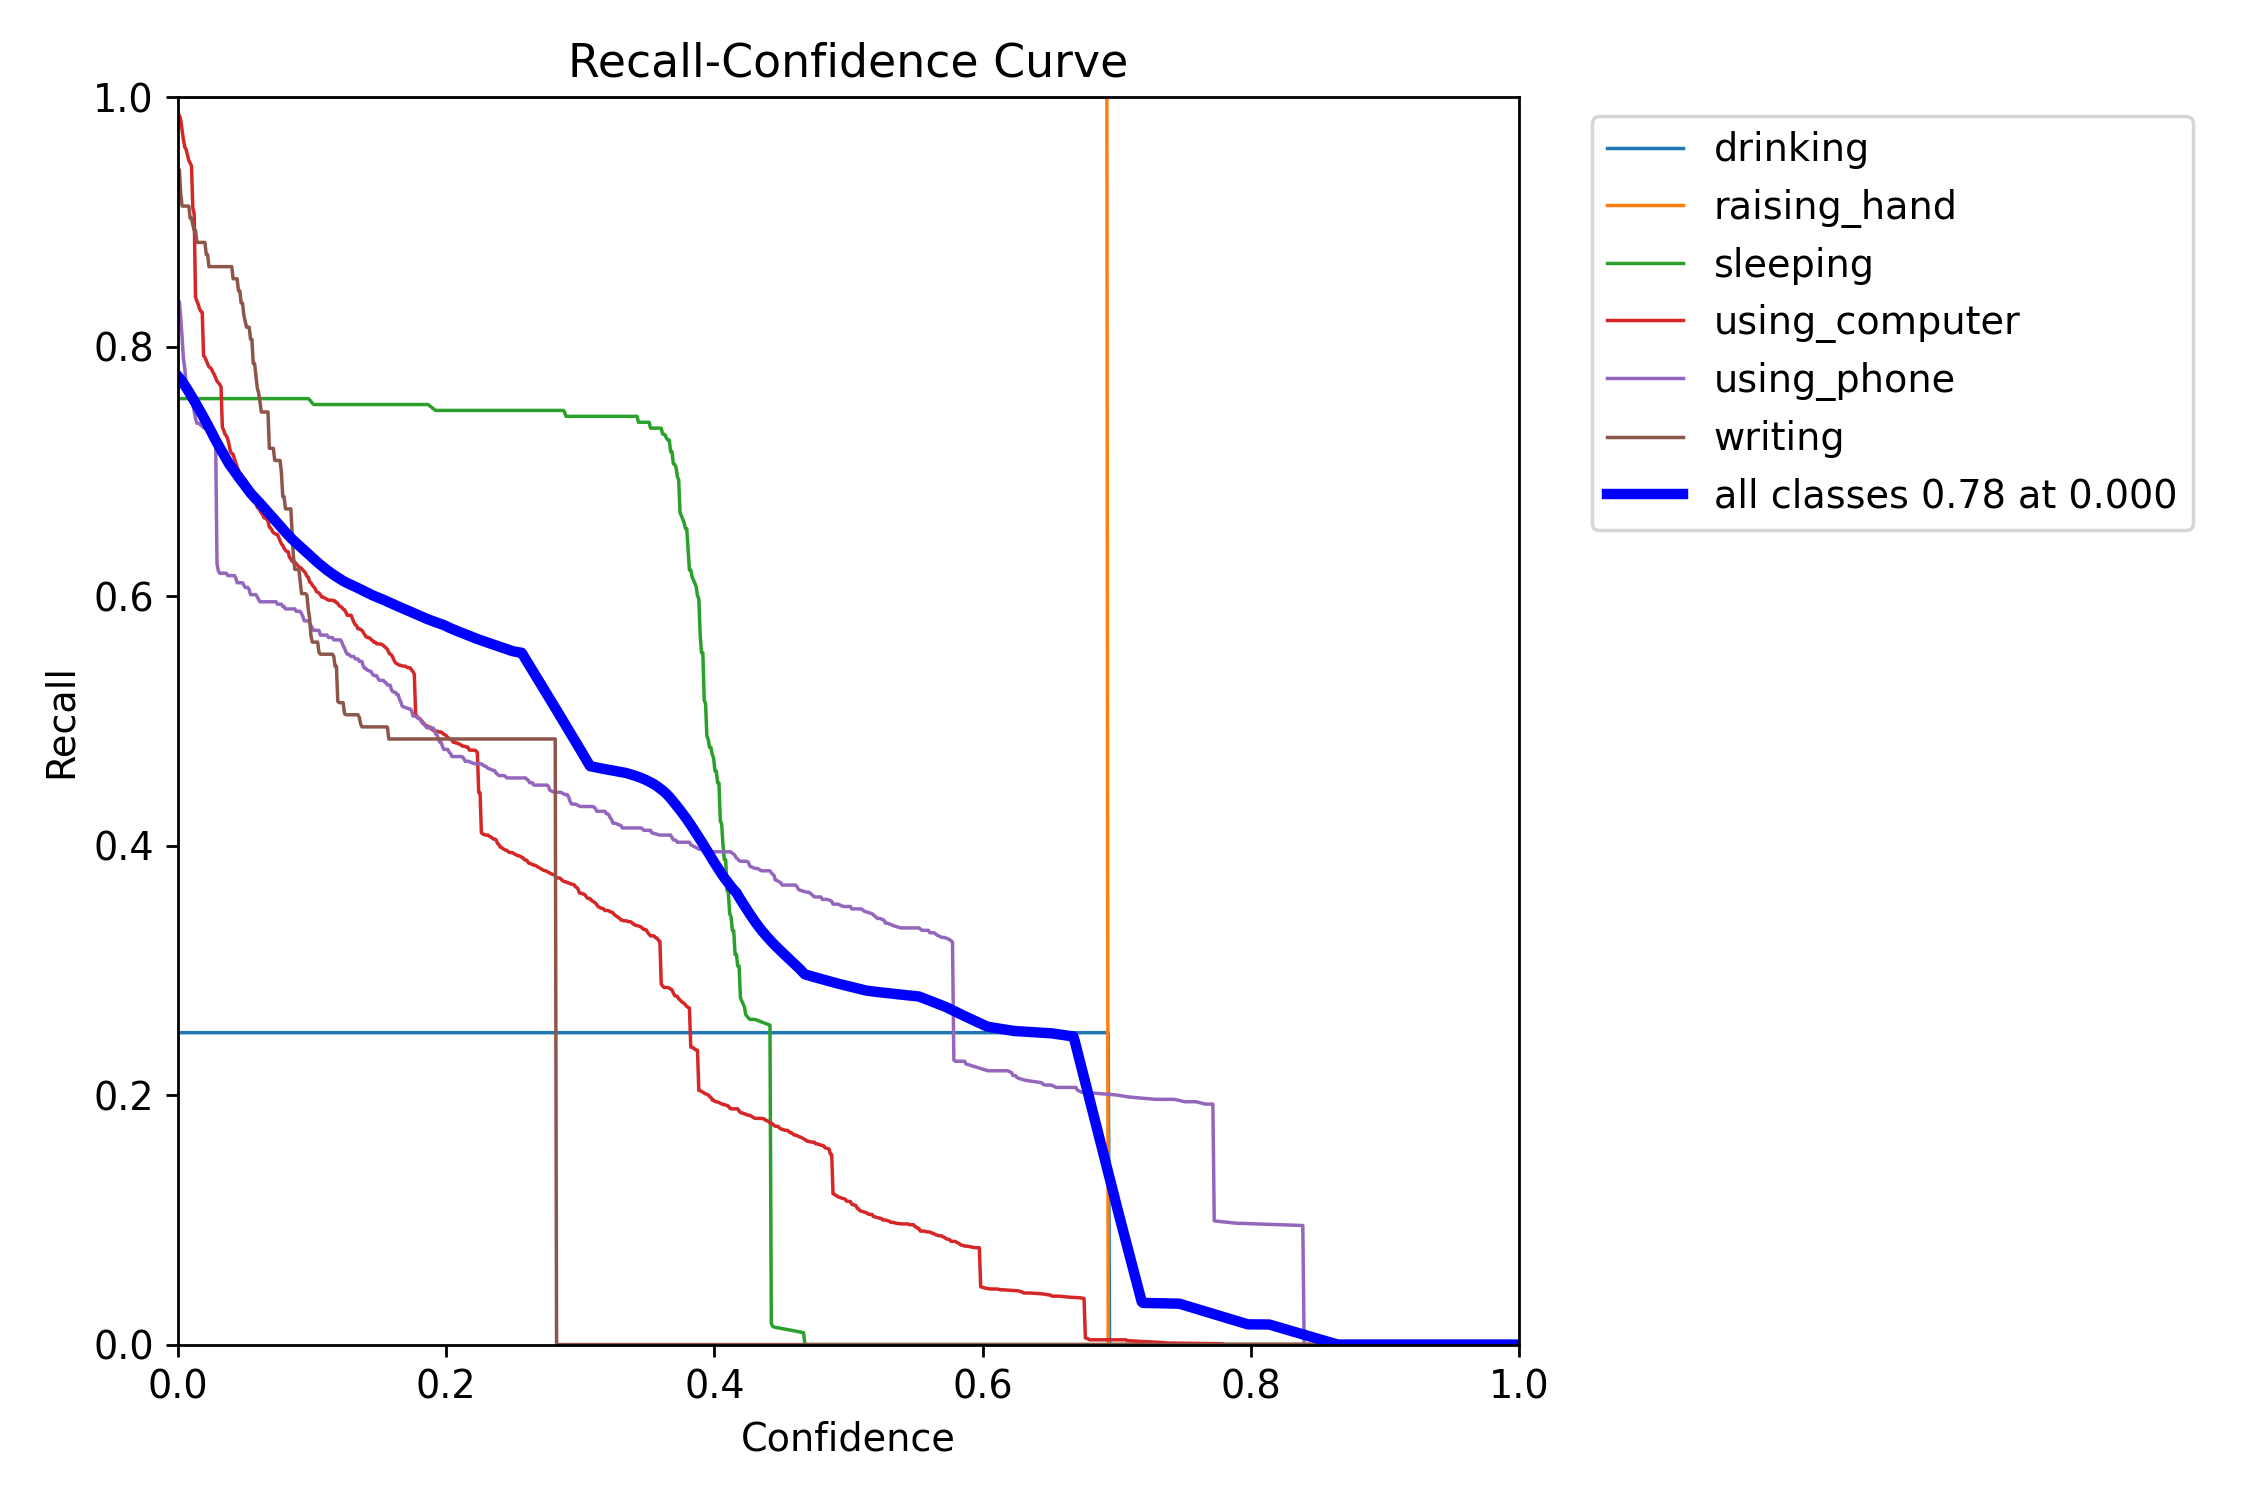 Recall-Confidence Curve
1.0
0.8
0.6
0.4
0.2
0.0
Recall
0.0 0.2 0.4 0.6 0.8 1.0
Confidence
drinking
raising_hand
sleeping
using_computer
using_phone
writing
all classes 0.78 at 0.000